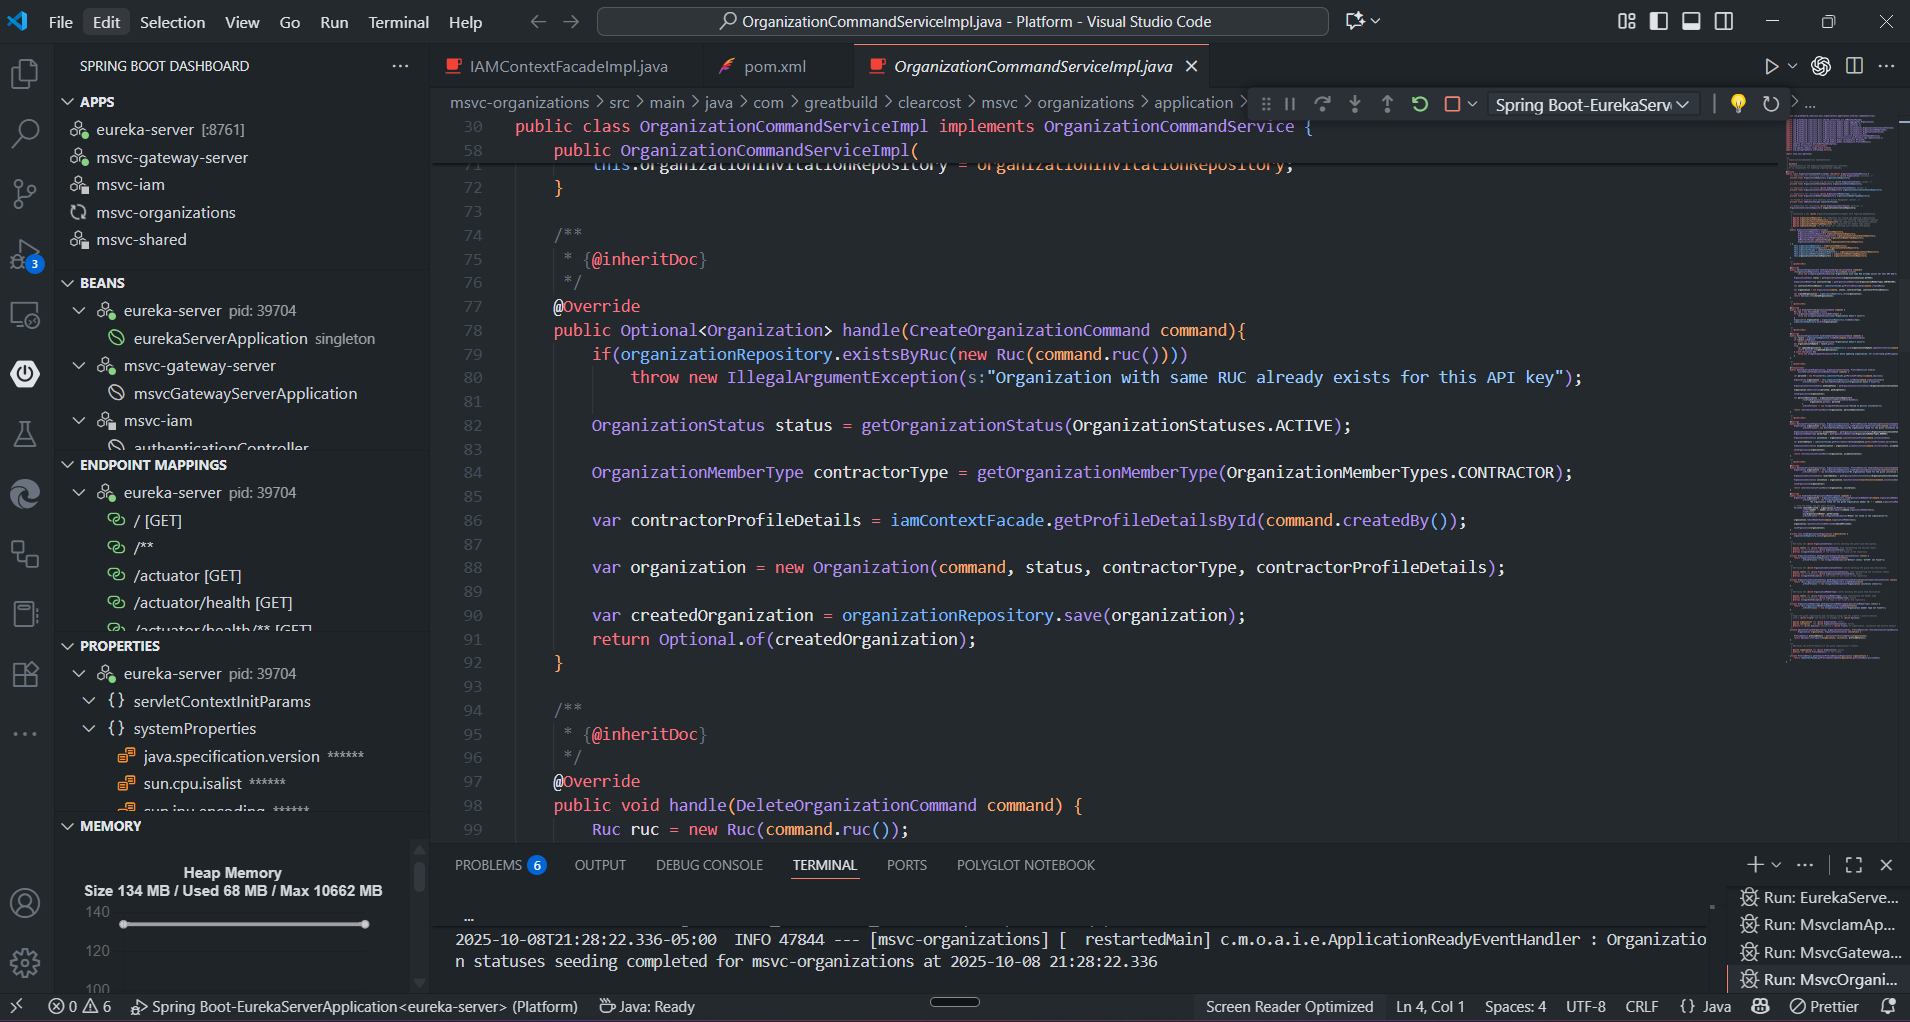 File Edit Selection View Go Run Terminal Help
OrganizationCommandServiceImpl.java - Platform - Visual Studio Code
SPRING BOOT DASHBOARD
APPS
eureka-server [:8761]
msvc-gateway-server
msvc-iam
msvc-organizations
msvc-shared
BEANS
eureka-server pid: 39704
eurekaServerApplication singleton
msvc-gateway-server
msvcGatewayServerApplication
msvc-iam
authenticationController
ENDPOINT MAPPINGS
eureka-server pid: 39704
/ [GET]
/**
/actuator [GET]
/actuator/health [GET]
/actuator/health/** [GET]
PROPERTIES
eureka-server pid: 39704
servletContextInitParams
systemProperties
java.specification.version ******
sun.cpu.isalist ******
sun.jnu.encoding ******
MEMORY
Heap Memory
Size 134 MB / Used 68 MB / Max 10662 MB
140
120
100
3
IAMContextFacadeImpl.java
pom.xml
OrganizationCommandServiceImpl.java
msvc-organizations > src > main > java > com > greatbuild > clearcost > msvc > organizations > application >
Spring Boot-EurekaServ
...
30 public class OrganizationCommandServiceImpl implements OrganizationCommandService {
58 public OrganizationCommandServiceImpl(
71 this.organizationInvitationRepository = organizationInvitationRepository;
72 }
73
74 /**
75 * {@inheritDoc}
76 */
77 @Override
78 public Optional<Organization> handle(CreateOrganizationCommand command){
79 if(organizationRepository.existsByRuc(new Ruc(command.ruc())))
80 throw new IllegalArgumentException(s:"Organization with same RUC already exists for this API key");
81
82 OrganizationStatus status = getOrganizationStatus(OrganizationStatuses.ACTIVE);
83
84 OrganizationMemberType contractorType = getOrganizationMemberType(OrganizationMemberTypes.CONTRACTOR);
85
86 var contractorProfileDetails = iamContextFacade.getProfileDetailsById(command.createdBy());
87
88 var organization = new Organization(command, status, contractorType, contractorProfileDetails);
89
90 var createdOrganization = organizationRepository.save(organization);
91 return Optional.of(createdOrganization);
92 }
93
94 /**
95 * {@inheritDoc}
96 */
97 @Override
98 public void handle(DeleteOrganizationCommand command) {
99 Ruc ruc = new Ruc(command.ruc());
PROBLEMS 6 OUTPUT DEBUG CONSOLE TERMINAL PORTS POLYGLOT NOTEBOOK
...
2025-10-08T21:28:22.336-05:00 INFO 47844 --- [msvc-organizations] [ restartedMain] c.m.o.a.i.e.ApplicationReadyEventHandler : Organizatio
n statuses seeding completed for msvc-organizations at 2025-10-08 21:28:22.336
Run: EurekaServe...
Run: MsvcIamAp...
Run: MsvcGatewa...
Run: MsvcOrgani...
0 6 Spring Boot-EurekaServerApplication<eureka-server> (Platform) Java: Ready Screen Reader Optimized Ln 4, Col 1 Spaces: 4 UTF-8 CRLF {} Java Prettier